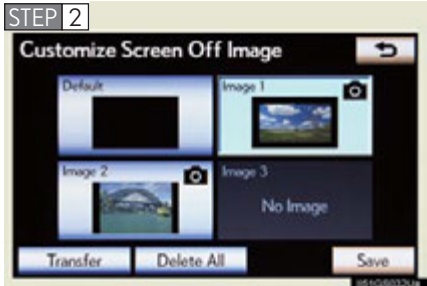 STEP 2
Customize Screen Off Image
Default
Image 1
Image 2
Image 3
No Image
Transfer
Delete All
Save